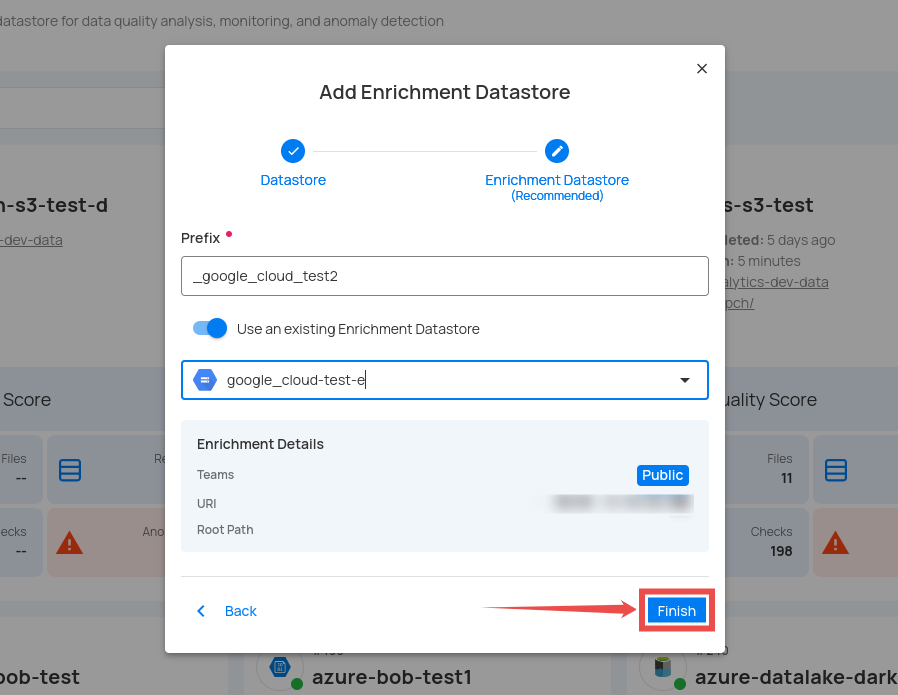 datastore for data quality analysis, monitoring, and anomaly detection
Add Enrichment Datastore
Datastore
Enrichment Datastore
(Recommended)
n-s3-test-d
-dev-data
s-s3-test
leted: 5 days ago
n: 5 minutes
alytics-dev-data
pch/
Prefix
_google_cloud_test2
Use an existing Enrichment Datastore
google_cloud-test-e
Score
uality Score
Enrichment Details
Teams
Public
URI
Root Path
Files
--
Re
Files
11
ecks
--
Ano
Checks
198
Back
Finish
bob-test
azure-bob-test1
azure-datalake-dark